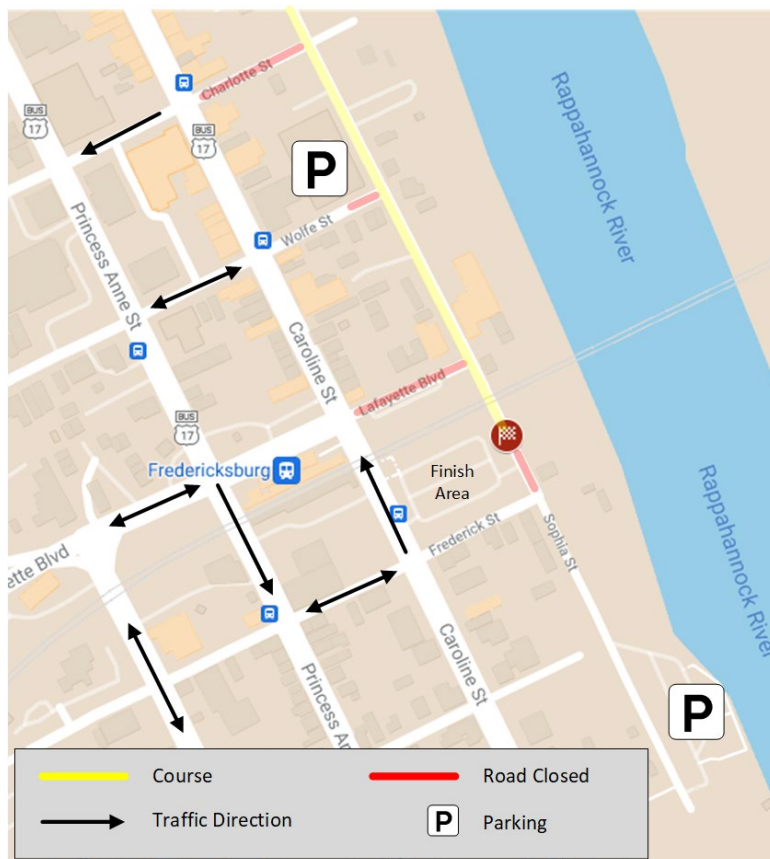 Charlotte St
BUS
17
BUS
17
P
Rappahannock River
Wolfe St
Princess Anne St
Caroline St
Lafayette Blvd
BUS
17
Fredericksburg
Finish
Area
Frederick St
Sophia St
ette Blvd
Rappahannock River
Caroline St
Princess An
P
Course
Road Closed
Traffic Direction
P
Parking